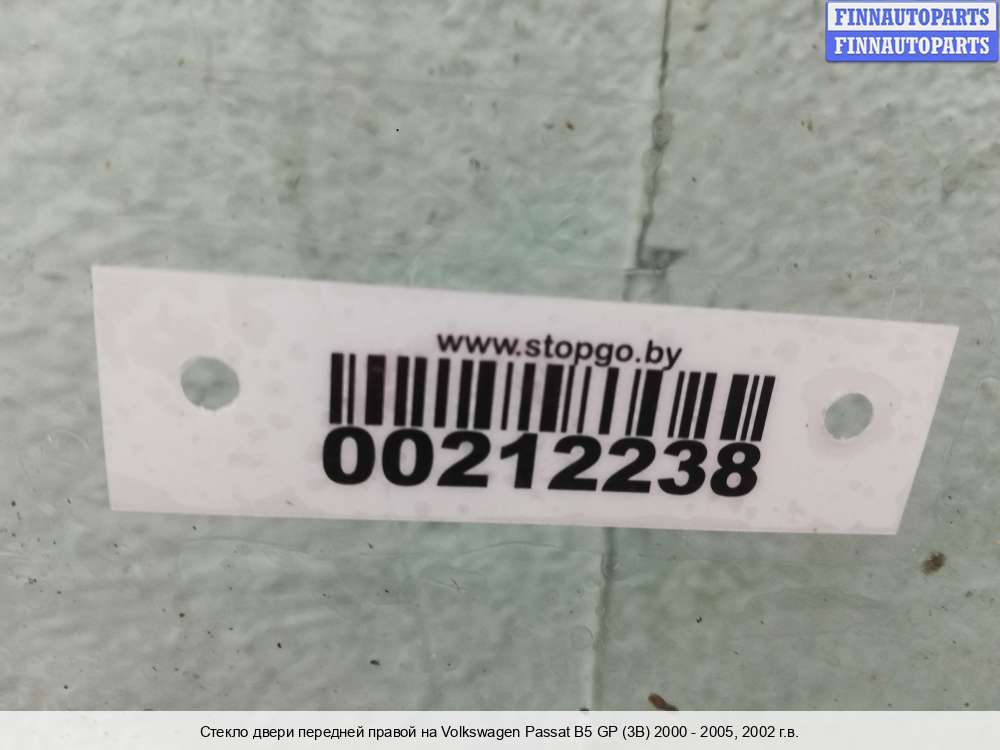 FINNAUTOPARTS
FINNAUTOPARTS
www.stopgo.by
00212238
Стекло двери передней правой на Volkswagen Passat B5 GP (3B) 2000 - 2005, 2002 г.в.